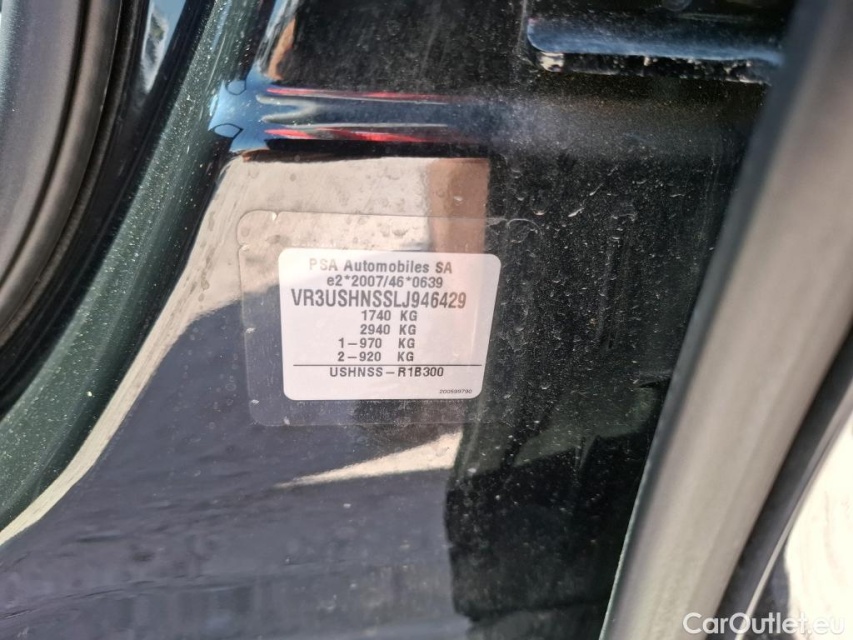 PSA Automobiles SA
e2*2007/46*0639
VR3USHNSSLJ946429
1740 KG
2940 KG
1-970 KG
2-920 KG
USHNSS-R1B300
CarOutlet.eu